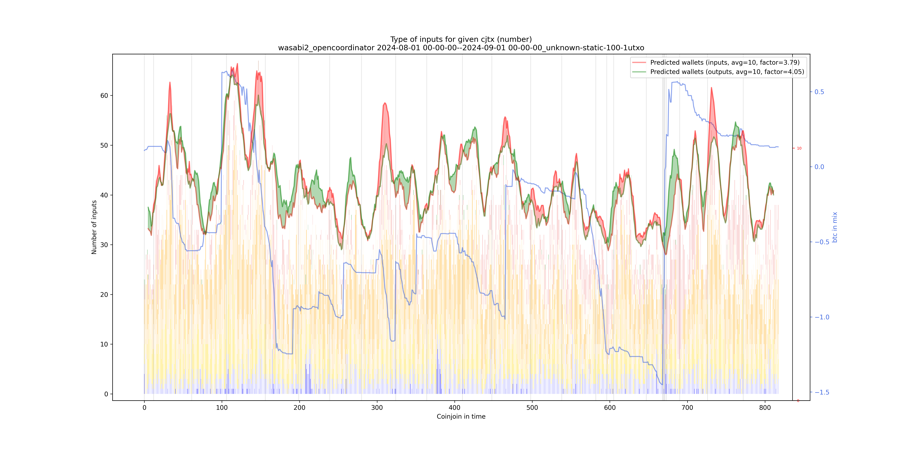 Type of inputs for given cjtx (number)
wasabi2_opencoordinator 2024-08-01 00-00-00--2024-09-01 00-00-00_unknown-static-100-1utxo
Predicted wallets (inputs, avg=10, factor=3.79)
Predicted wallets (outputs, avg=10, factor=4.05)
Number of inputs
60
50
40
30
20
10
0
0.5
0.0
−0.5
−1.0
−1.5
btc in mix
0 100 200 300 400 500 600 700 800
Coinjoin in time